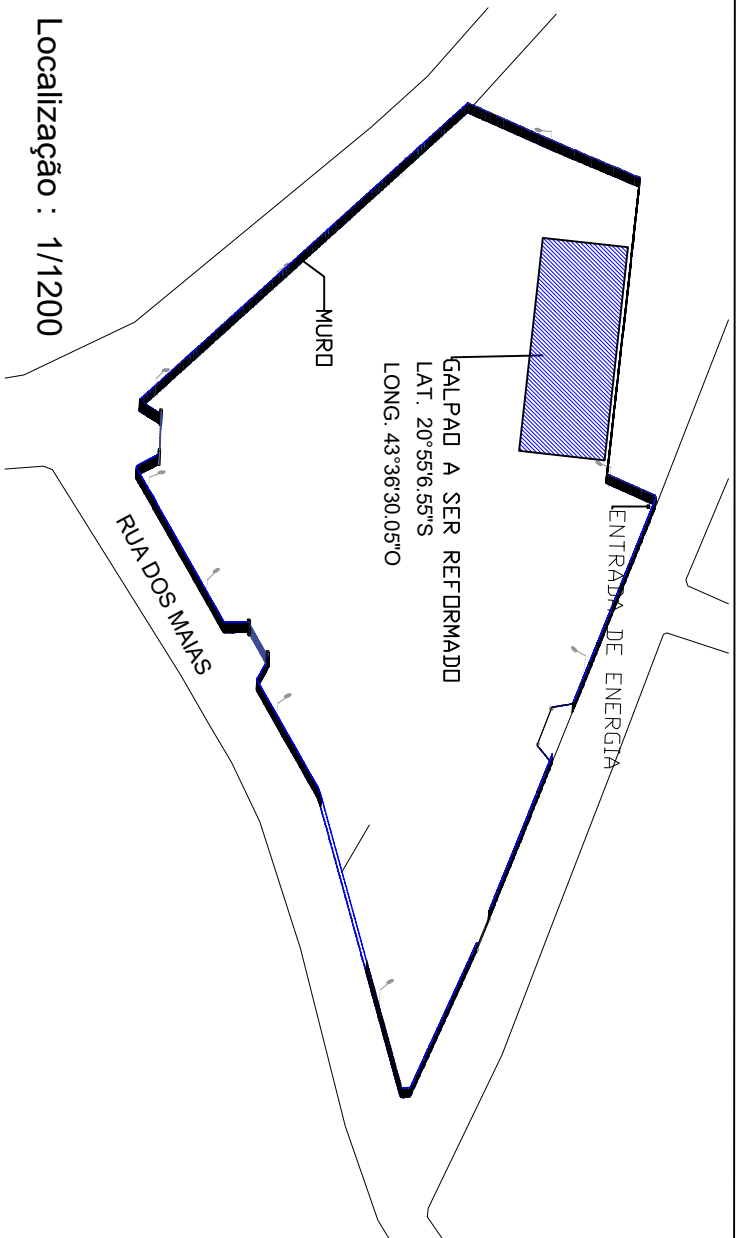 ENTRADA DE ENERGIA
GALPAO A SER REFORMADO
LAT. 20°55'6.55"S
LONG. 43°36'30.05"O
MURO
RUA DOS MAIAS
Localização : 1/1200